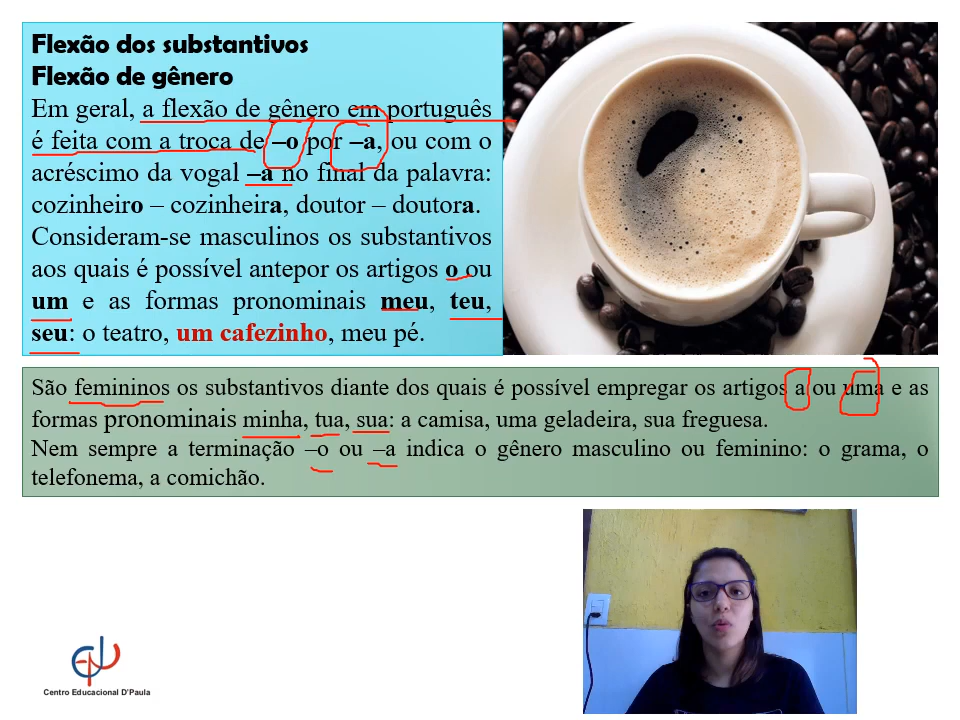 Flexão dos substantivos
Flexão de gênero
Em geral, a flexão de gênero em português
é feita com a troca de –o por –a, ou com o
acréscimo da vogal –a no final da palavra:
cozinheiro – cozinheira, doutor – doutora.
Consideram-se masculinos os substantivos
aos quais é possível antepor os artigos o ou
um e as formas pronominais meu, teu,
seu: o teatro, um cafezinho, meu pé.
São femininos os substantivos diante dos quais é possível empregar os artigos a ou uma e as
formas pronominais minha, tua, sua: a camisa, uma geladeira, sua freguesa.
Nem sempre a terminação –o ou –a indica o gênero masculino ou feminino: o grama, o
telefonema, a comichão.
Centro Educacional D'Paula